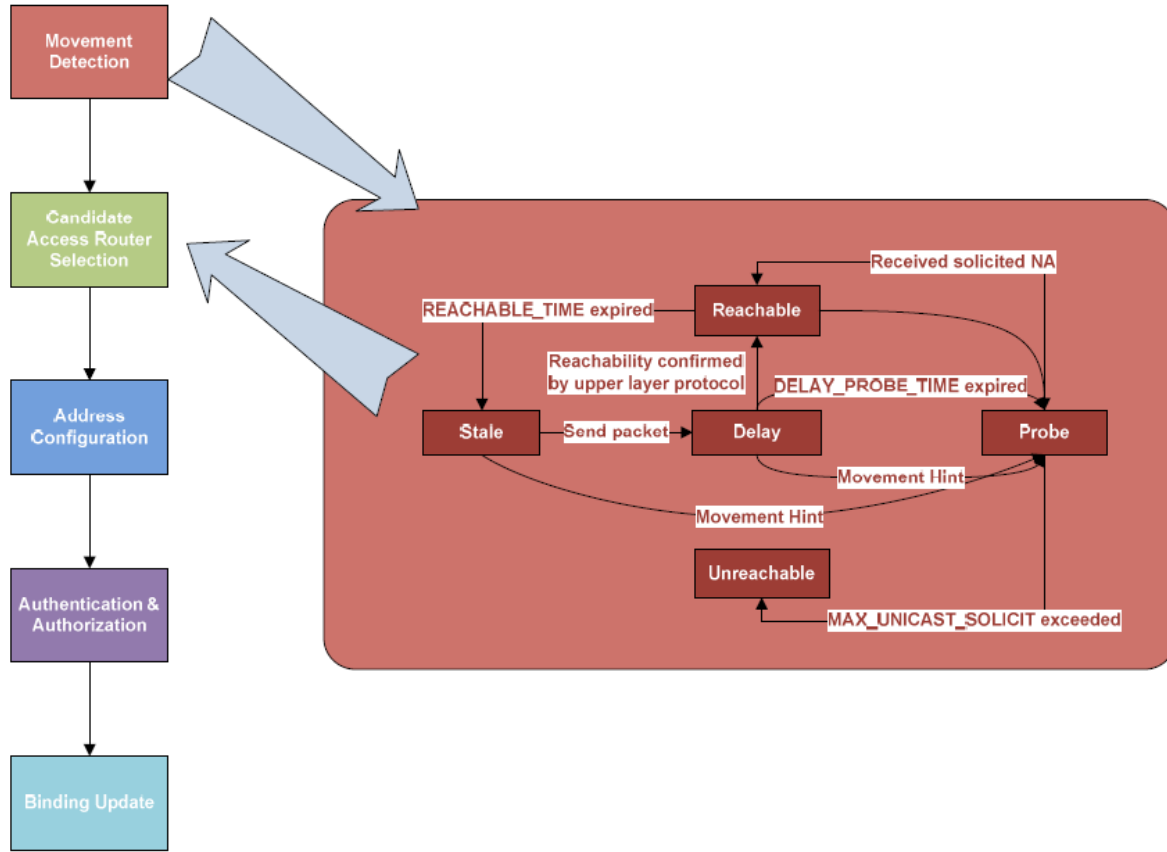 Movement
Detection
Candidate
Access Router
Selection
Address
Configuration
Authentication &
Authorization
Binding Update
Received solicited NA
REACHABLE_TIME expired
Reachable
Reachability confirmed
by upper layer protocol
DELAY_PROBE_TIME expired
Stale
Send packet
Delay
Probe
Movement Hint
Movement Hint
Unreachable
MAX_UNICAST_SOLICIT exceeded